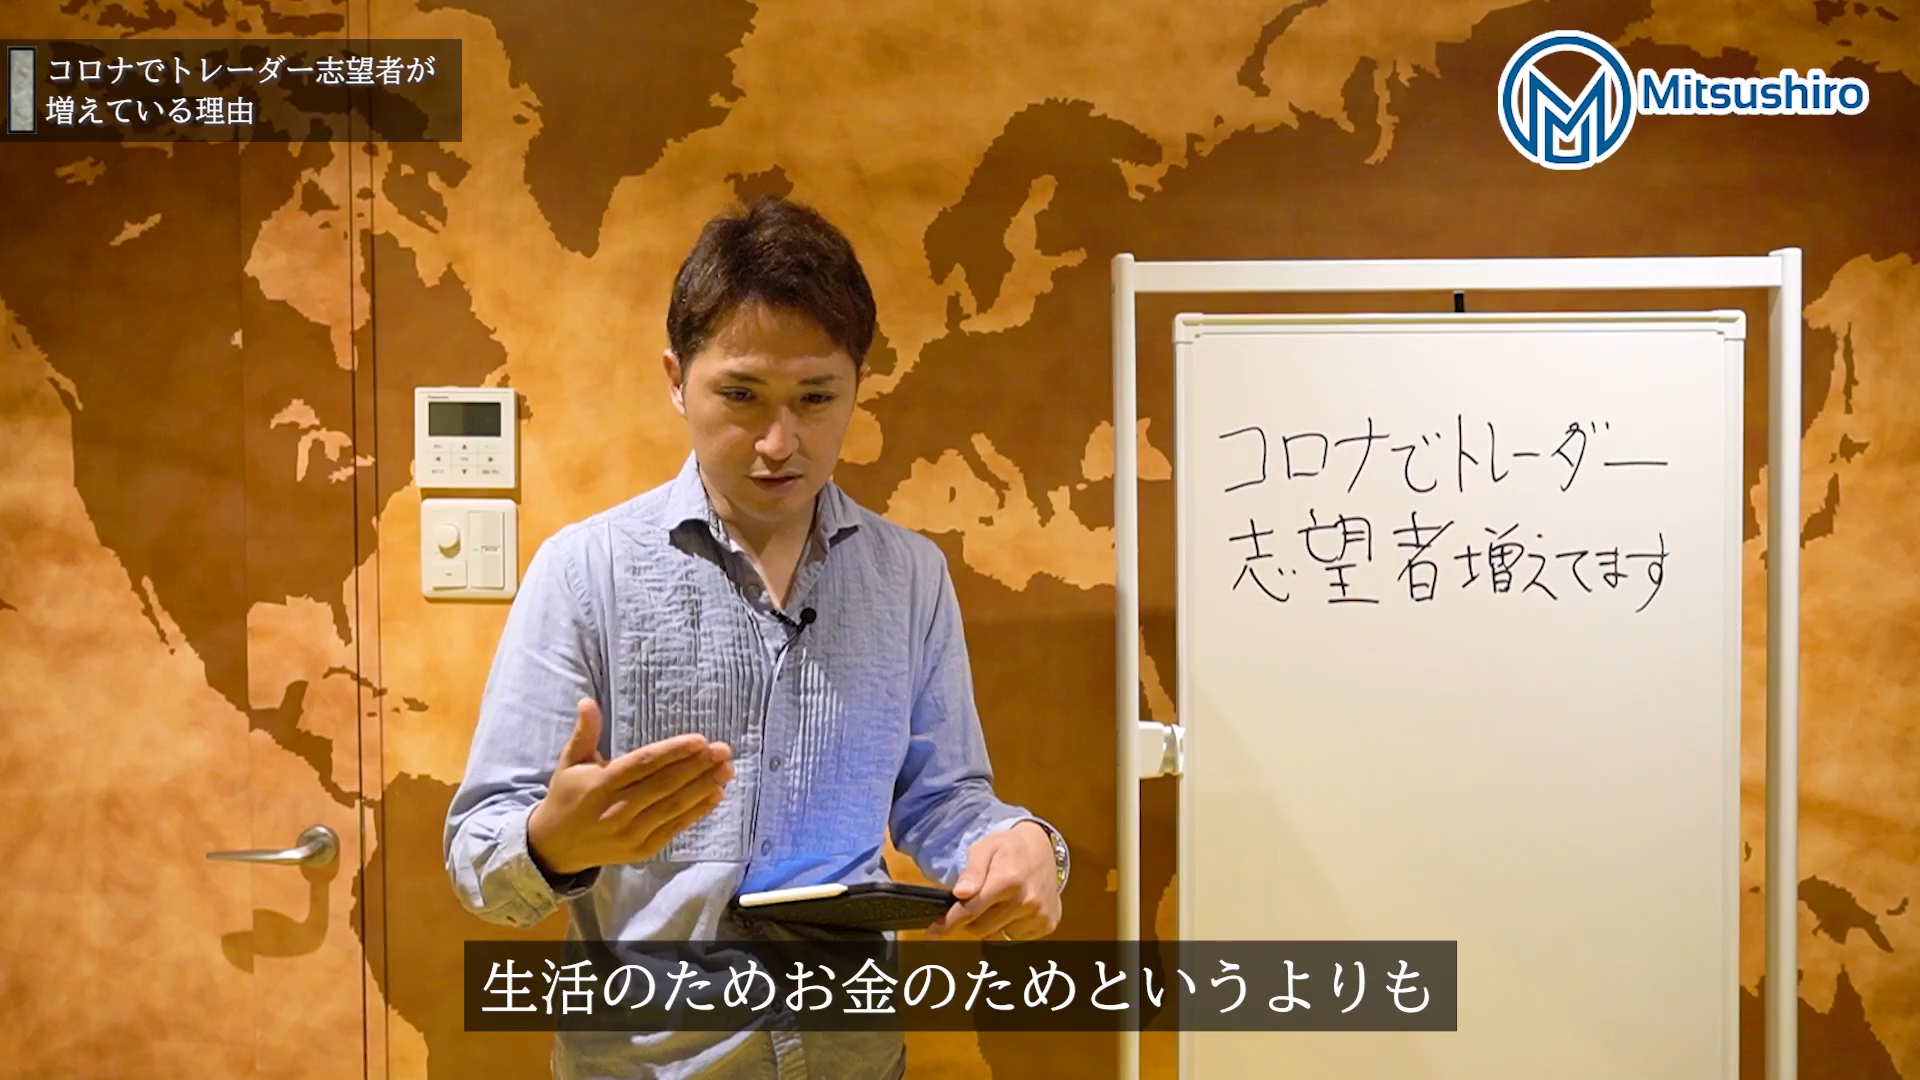 コロナでトレーダー志望者が
増えている理由
Mitsushiro
コロナでトレーダー
志望者増えてます
生活のためお金のためというよりも